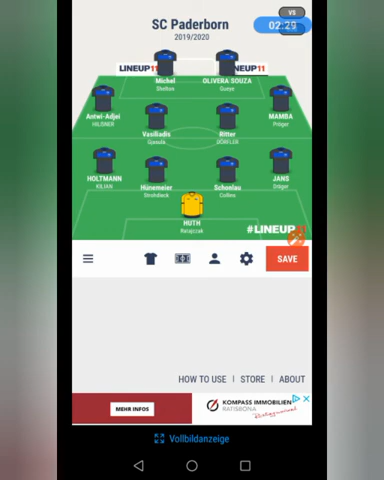 VS
SC Paderborn
02:29
2019/2020
LINEUP11
LINEUP11
Michel
OLIVERA SOUZA
Shelton
Gueye
Antwi-Adjei
MAMBA
HILßNER
Pröger
Vasiliadis
Ritter
Gjasula
DÖRFLER
HOLTMANN
Hünemeier
Schonlau
JANS
KILIAN
Strohdiek
Collins
Dräger
HUTH
Ratajczak
#LINEUP11
SAVE
HOW TO USE | STORE | ABOUT
MEHR INFOS
KOMPASS IMMOBILIEN
RATISBONA
Vollbildanzeige